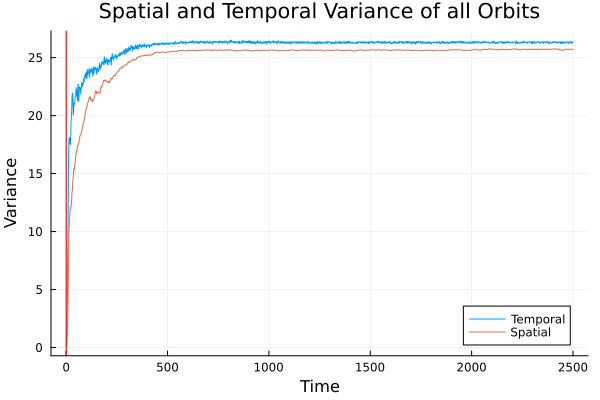 Spatial and Temporal Variance of all Orbits
Variance
25
20
15
10
5
0
0 500 1000 1500 2000 2500
Time
Temporal
Spatial